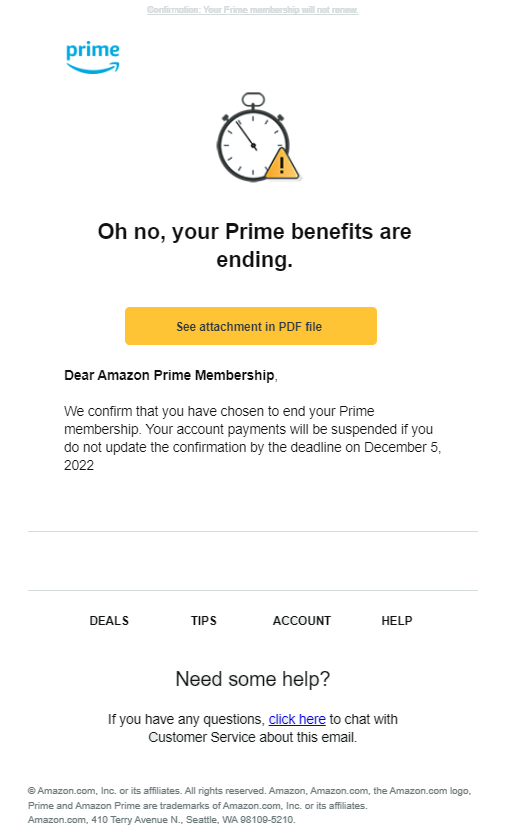 Confirmation: Your Prime membership will not renew.
prime
!
Oh no, your Prime benefits are
ending.
See attachment in PDF file
Dear Amazon Prime Membership,
We confirm that you have chosen to end your Prime
membership. Your account payments will be suspended if you
do not update the confirmation by the deadline on December 5,
2022
DEALS TIPS ACCOUNT HELP
Need some help?
If you have any questions, click here to chat with
Customer Service about this email.
© Amazon.com, Inc. or its affiliates. All rights reserved. Amazon, Amazon.com, the Amazon.com logo,
Prime and Amazon Prime are trademarks of Amazon.com, Inc. or its affiliates.
Amazon.com, 410 Terry Avenue N., Seattle, WA 98109-5210.